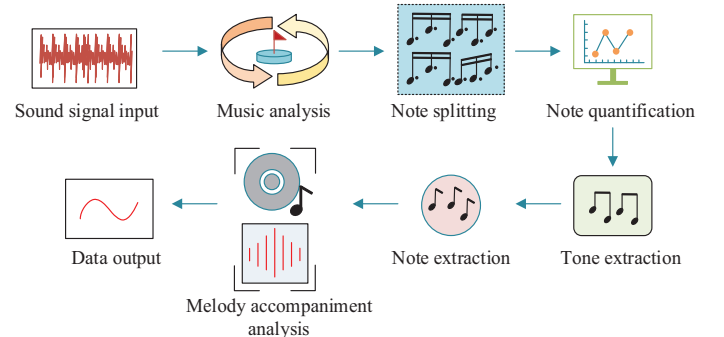 Sound signal input
Music analysis
Note splitting
Note quantification
Data output
Note extraction
Tone extraction
Melody accompaniment
analysis